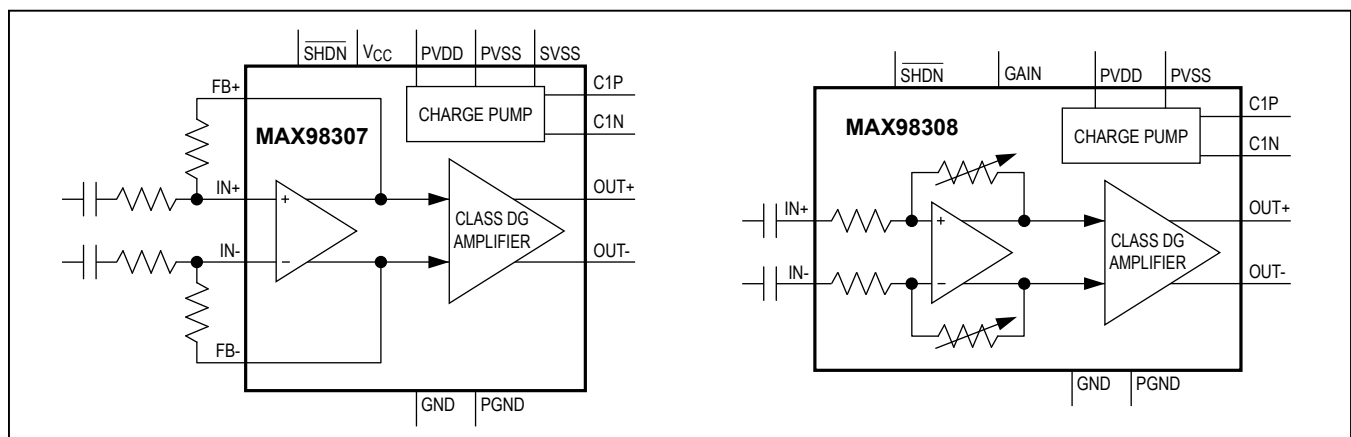 SHDN
VCC
PVDD
PVSS
SVSS
FB+
C1P
CHARGE PUMP
C1N
MAX98307
IN+
+
OUT+
CLASS DG
AMPLIFIER
IN-
−
OUT-
FB-
GND
PGND
SHDN
GAIN
PVDD
PVSS
C1P
CHARGE PUMP
C1N
MAX98308
IN+
+
OUT+
CLASS DG
AMPLIFIER
IN-
−
OUT-
GND
PGND